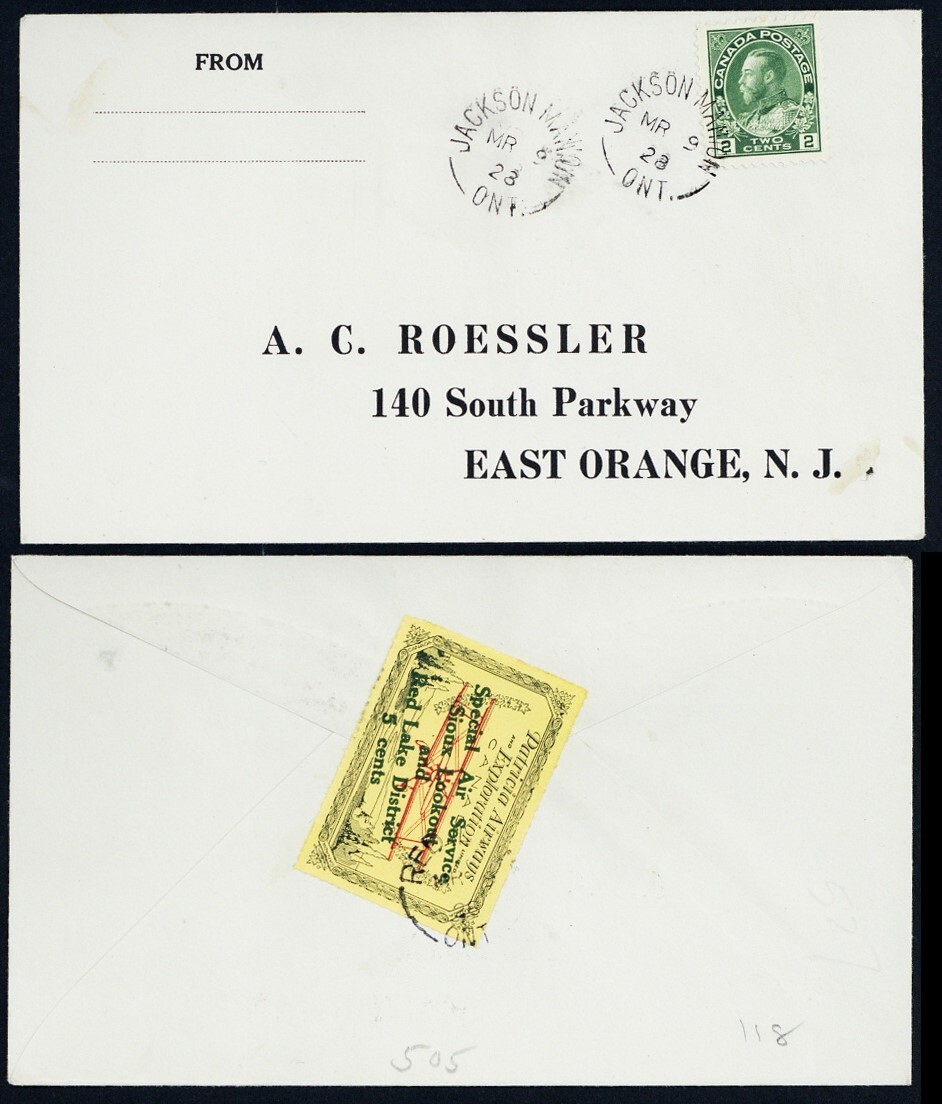 FROM
CANADA POSTAGE
2 TWO CENTS 2
JACKSON MANION
MR 8
28
ONT.
JACKSON MANION
MR 9
28
ONT.
A. C. ROESSLER
140 South Parkway
EAST ORANGE, N. J.
Patricia Airways
AND
Exploration
Special Air Service
Sioux Lookout
and
Red Lake District
5 cents
RED
ONT
118
505